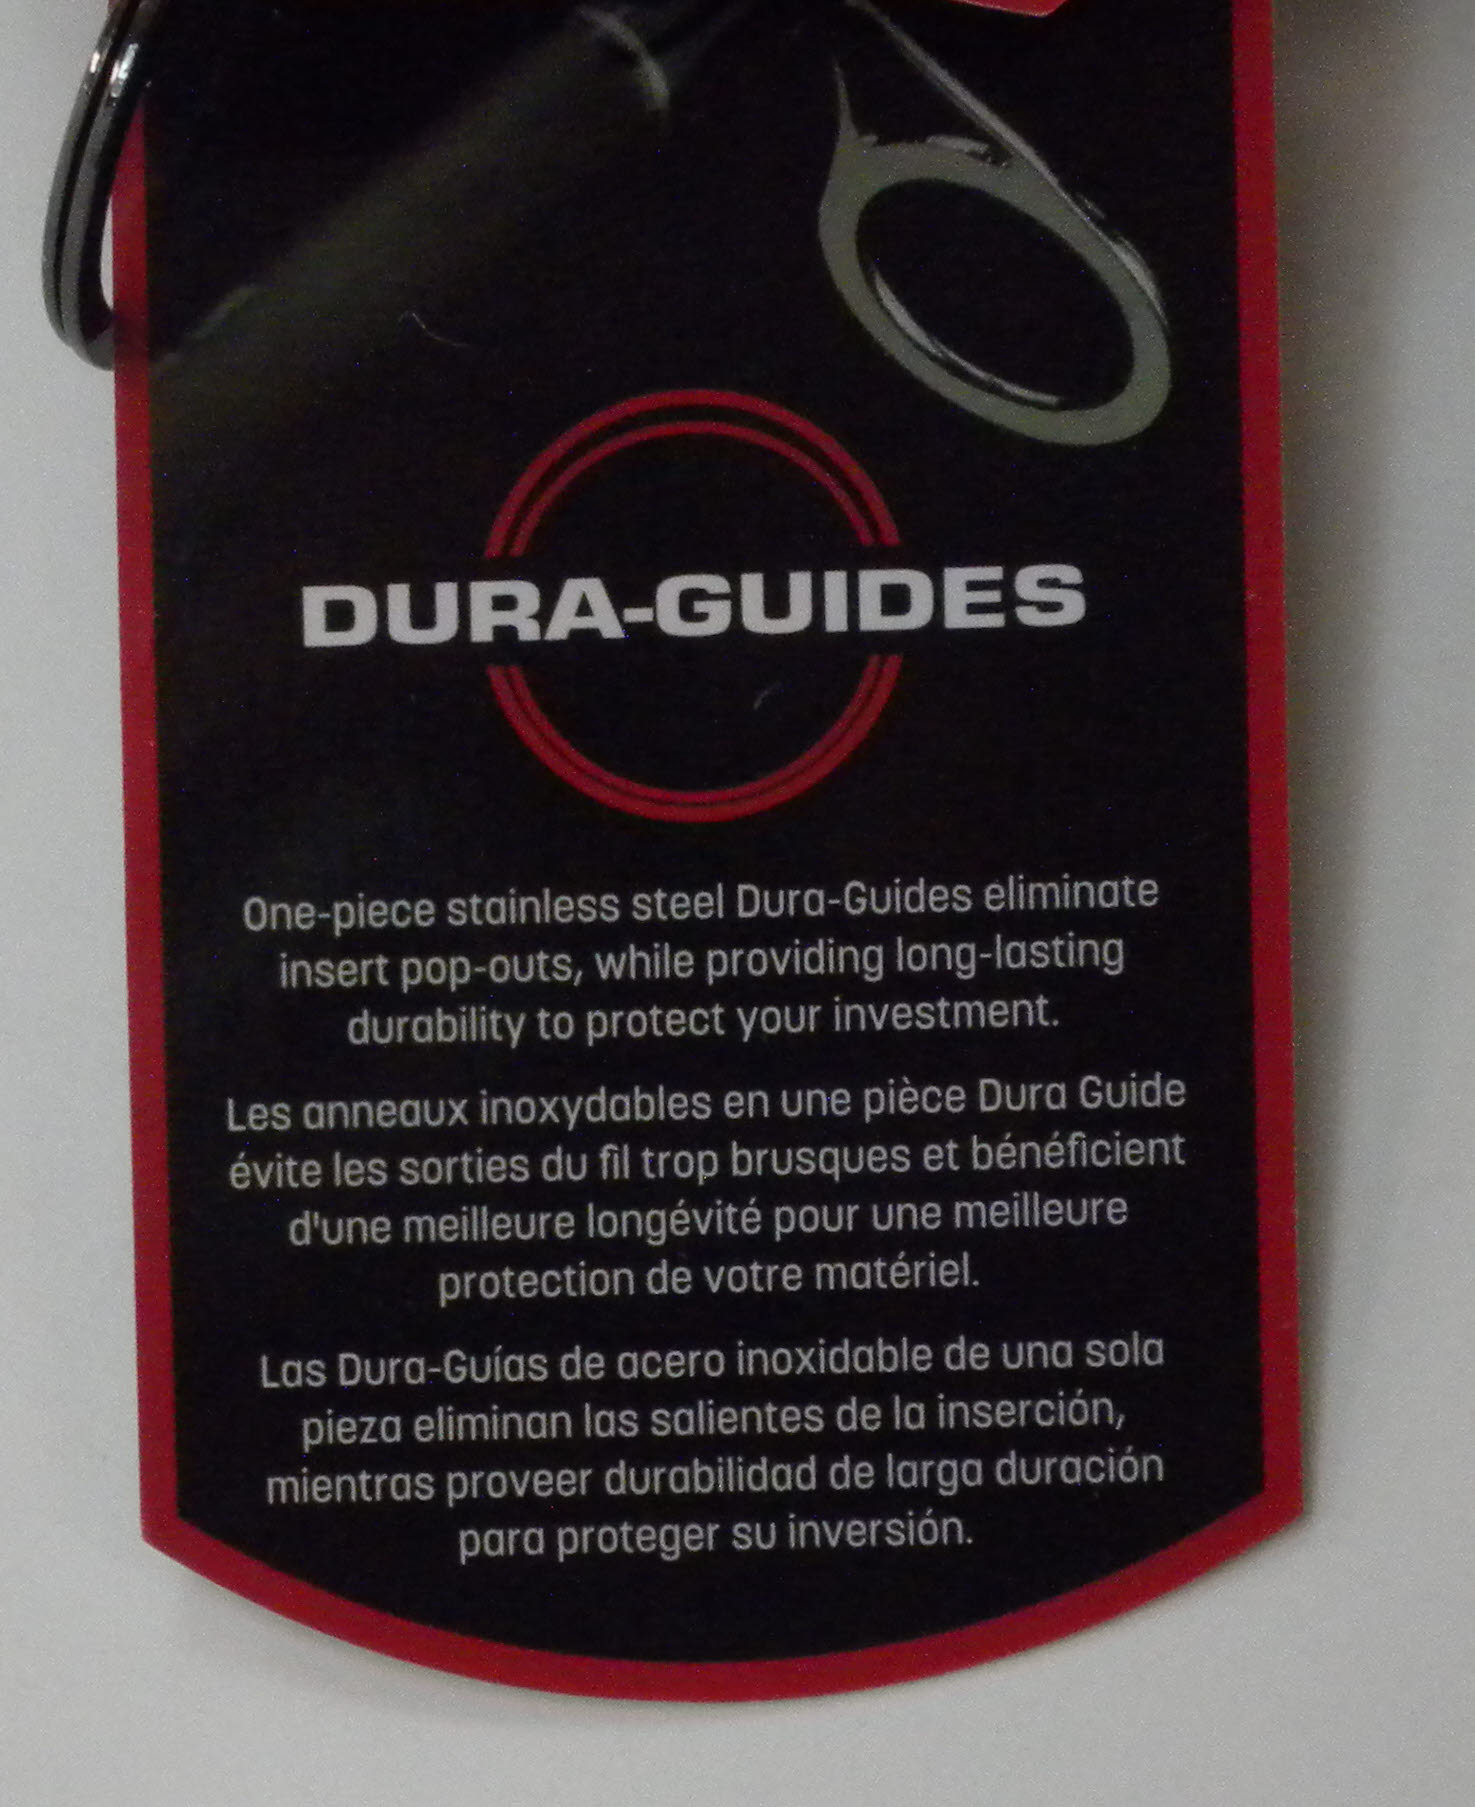 DURA-GUIDES
One-piece stainless steel Dura-Guides eliminate
insert pop-outs, while providing long-lasting
durability to protect your investment.
Les anneaux inoxydables en une pièce Dura Guide
évite les sorties du fil trop brusques et bénéficient
d'une meilleure longévité pour une meilleure
protection de votre matériel.
Las Dura-Guías de acero inoxidable de una sola
pieza eliminan las salientes de la inserción,
mientras proveer durabilidad de larga duración
para proteger su inversión.